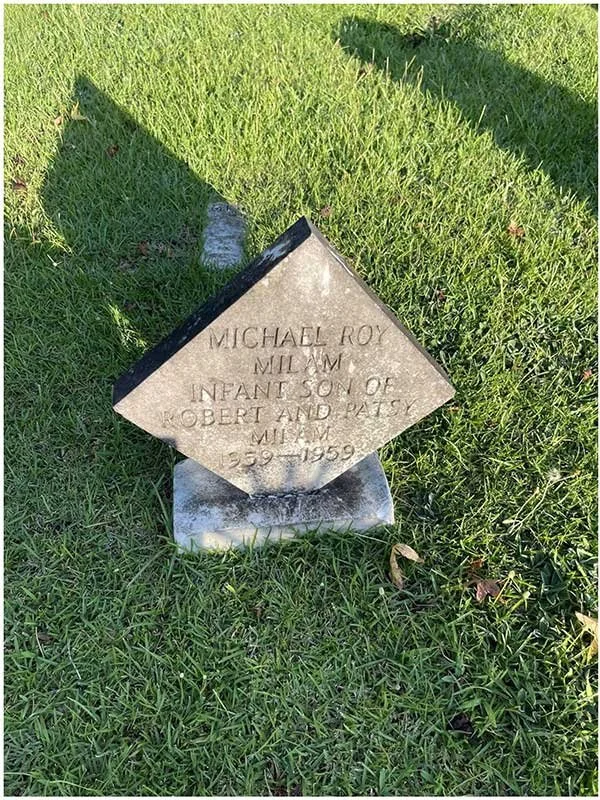 MICHAEL ROY
MILAM
INFANT SON OF
ROBERT AND PATSY
MILAM
1959—1959